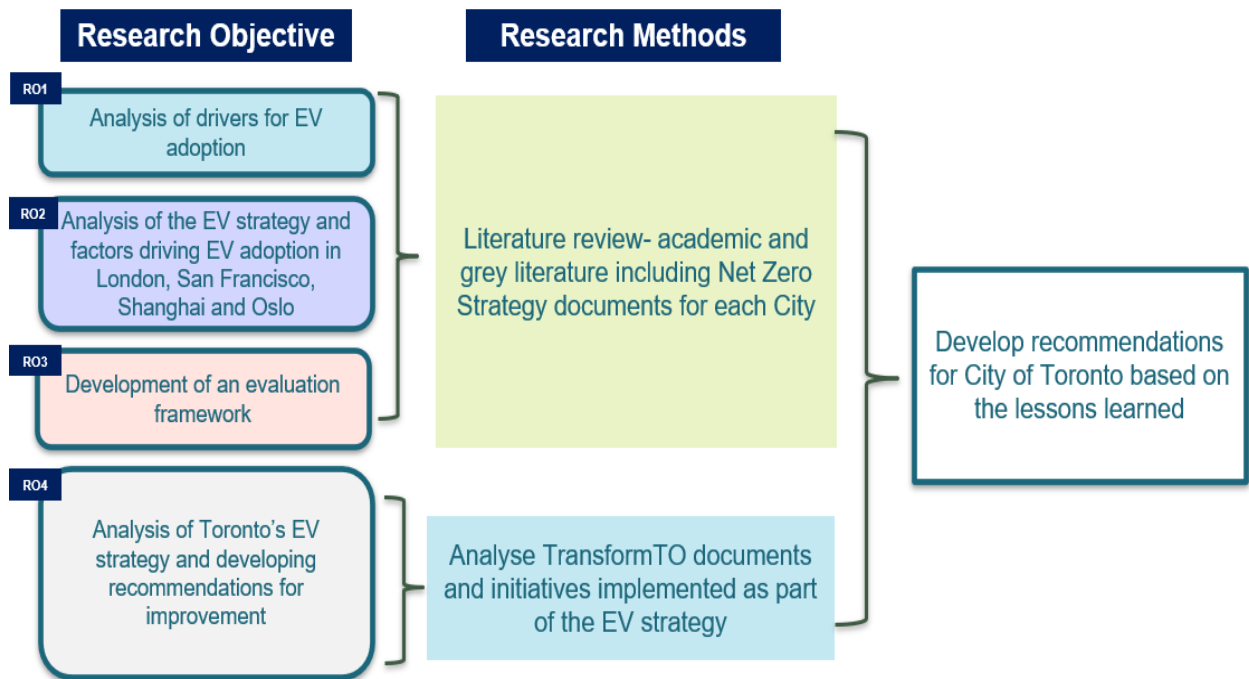 Research Objective
Research Methods
RO1
Analysis of drivers for EV
adoption
RO2
Analysis of the EV strategy and
factors driving EV adoption in
London, San Francisco,
Shanghai and Oslo
RO3
Development of an evaluation
framework
RO4
Analysis of Toronto's EV
strategy and developing
recommendations for
improvement
Literature review- academic and
grey literature including Net Zero
Strategy documents for each City
Analyse TransformTO documents
and initiatives implemented as part
of the EV strategy
Develop recommendations
for City of Toronto based on
the lessons learned